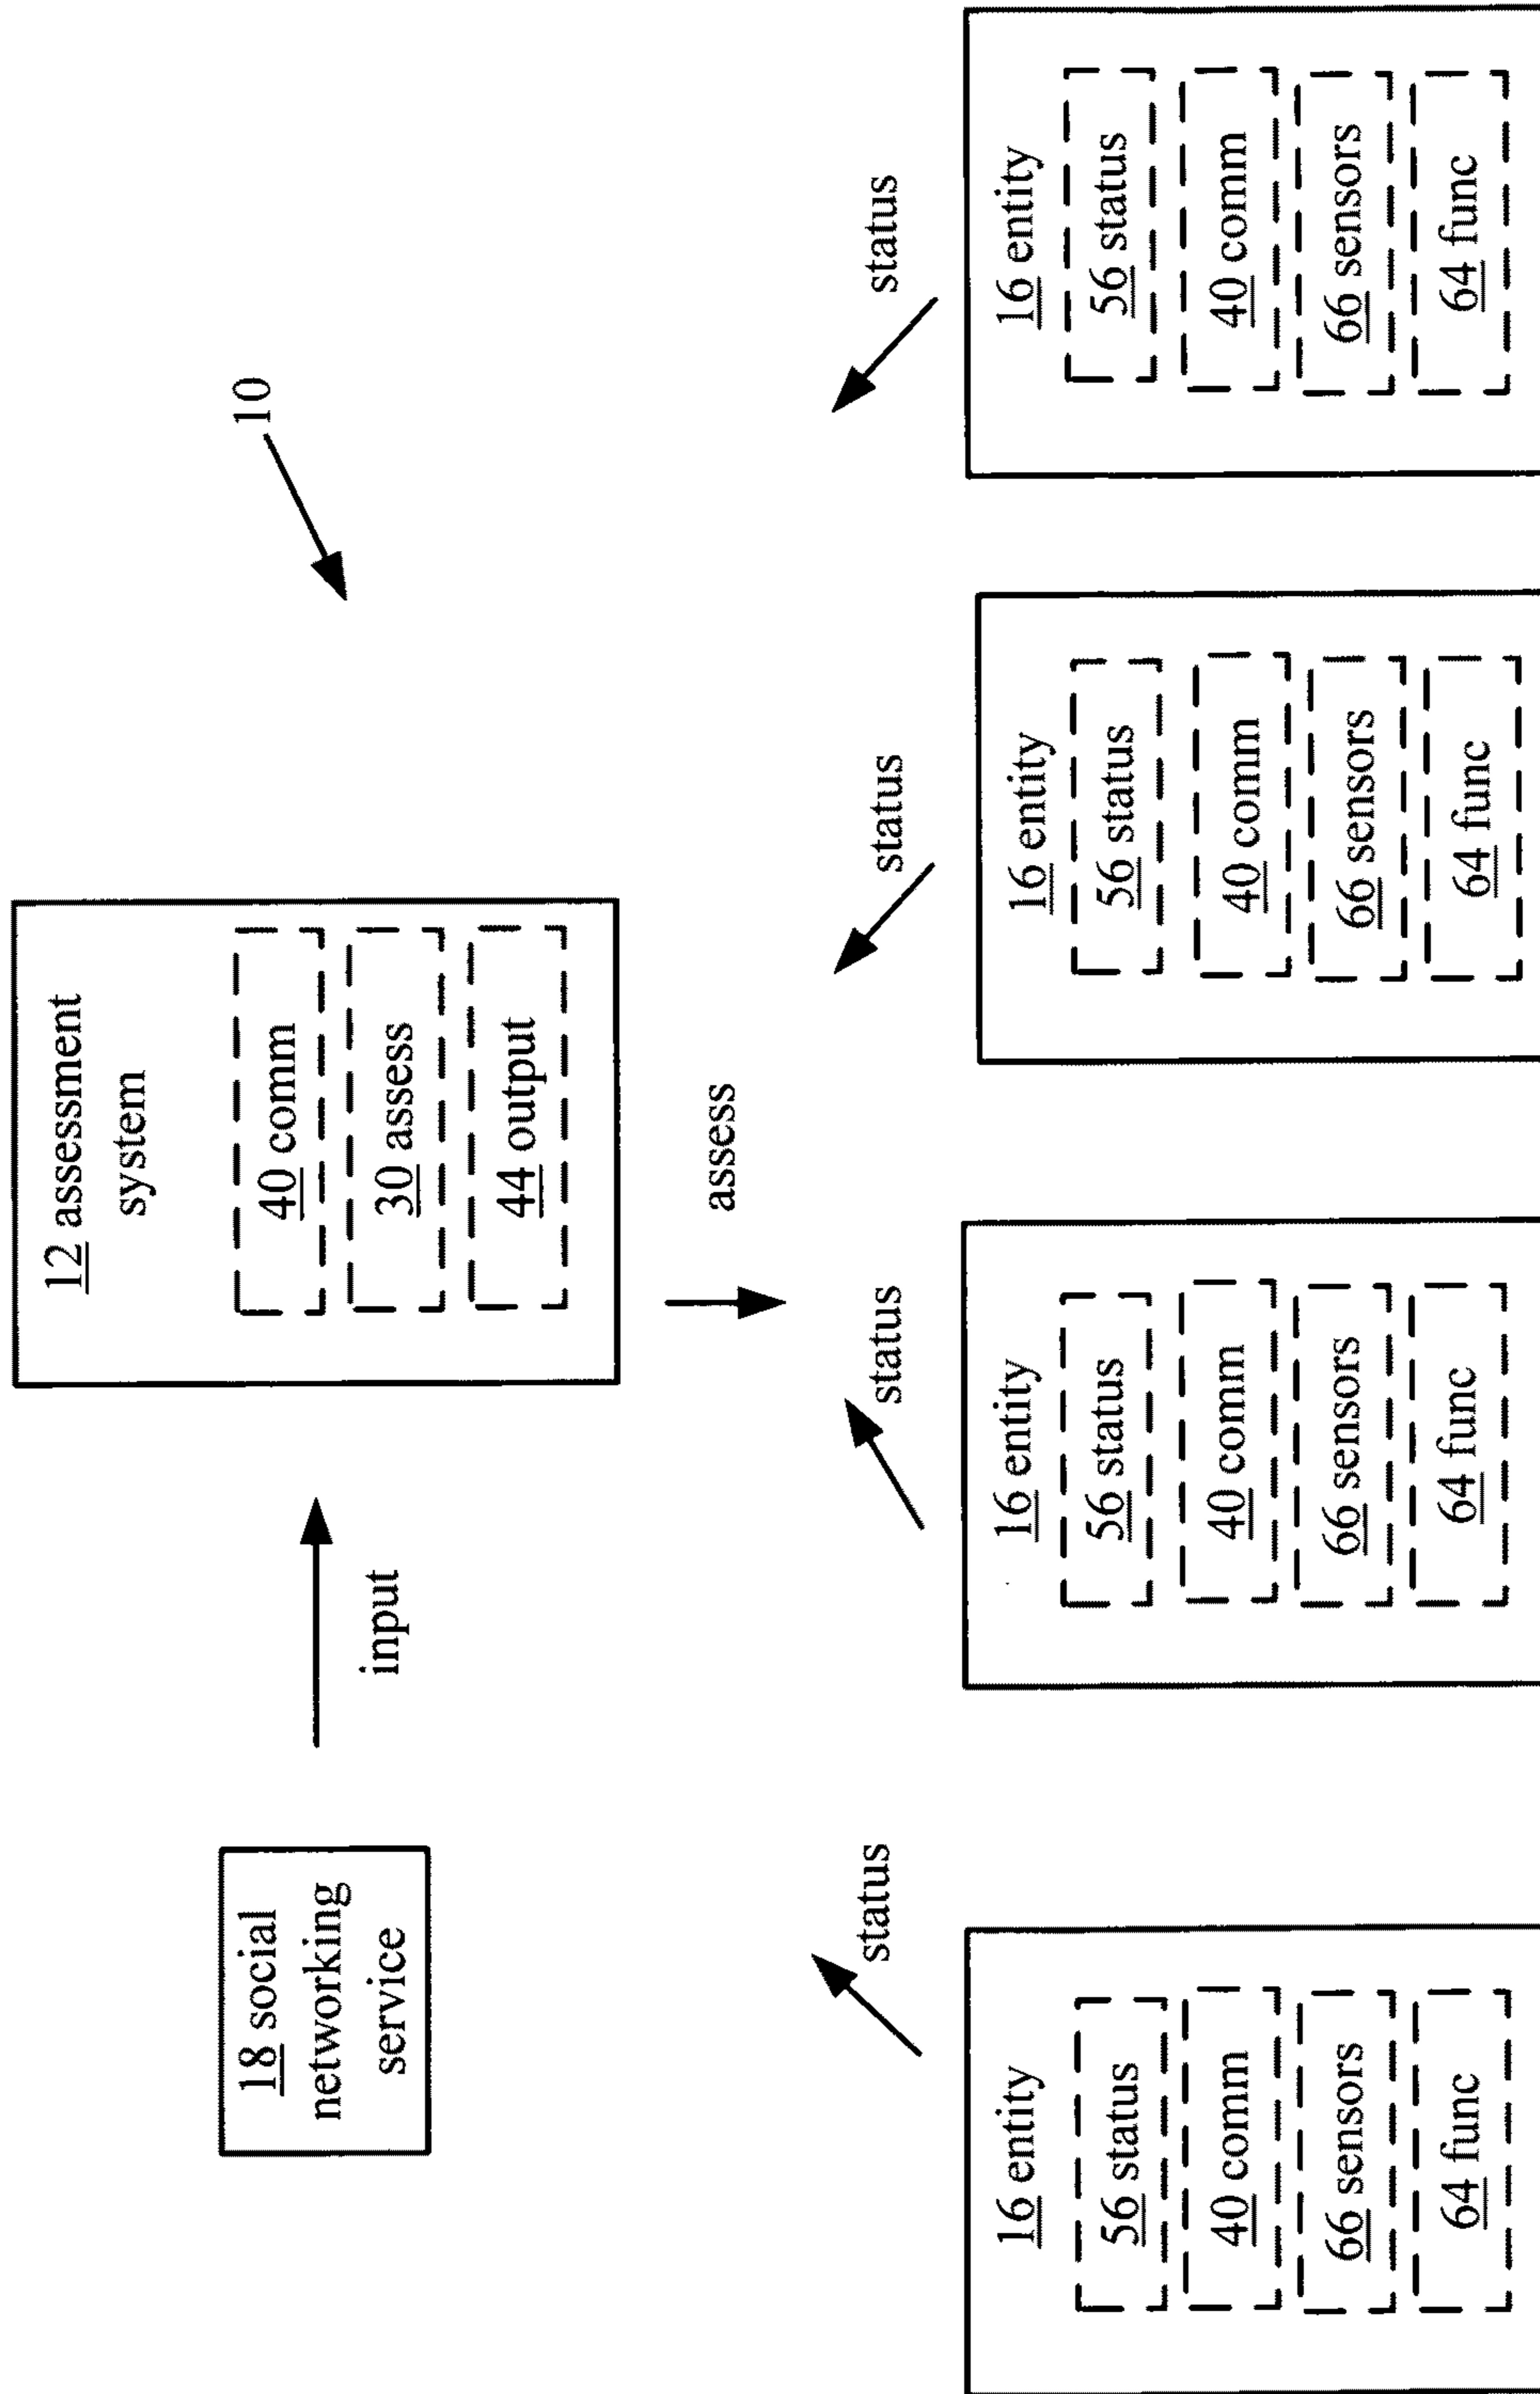 12 assessment
system
40 comm
30 assess
44 output
10
18 social
networking
service
input
assess
status
status
status
status
16 entity
56 status
40 comm
66 sensors
64 func
16 entity
56 status
40 comm
66 sensors
64 func
16 entity
56 status
40 comm
66 sensors
64 func
16 entity
56 status
40 comm
66 sensors
64 func